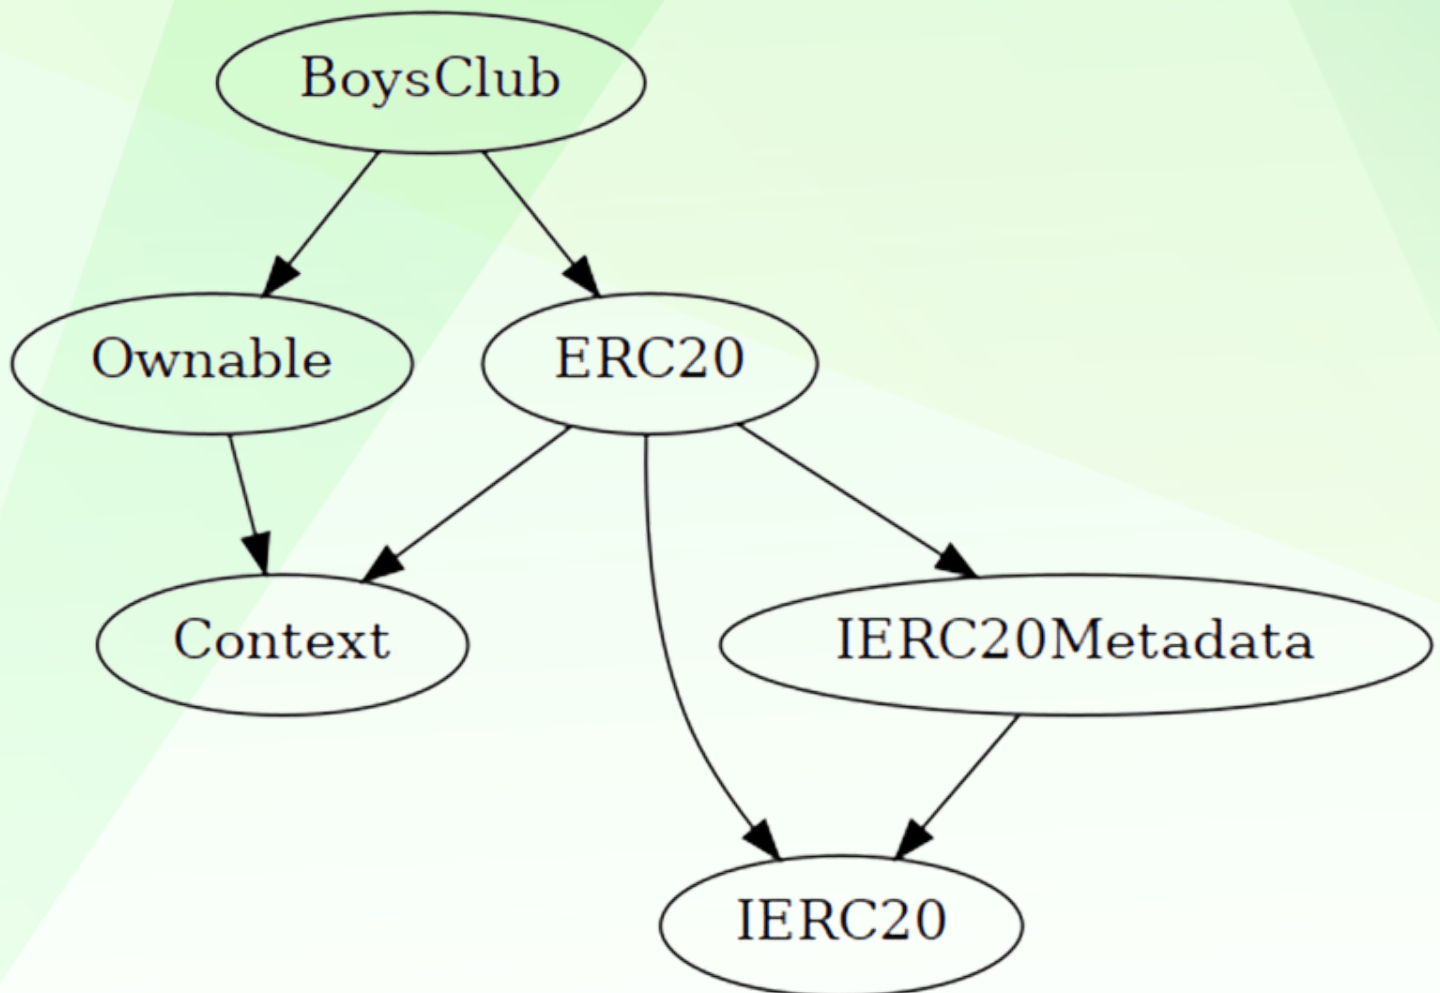 BoysClub
Ownable
ERC20
Context
IERC20Metadata
IERC20